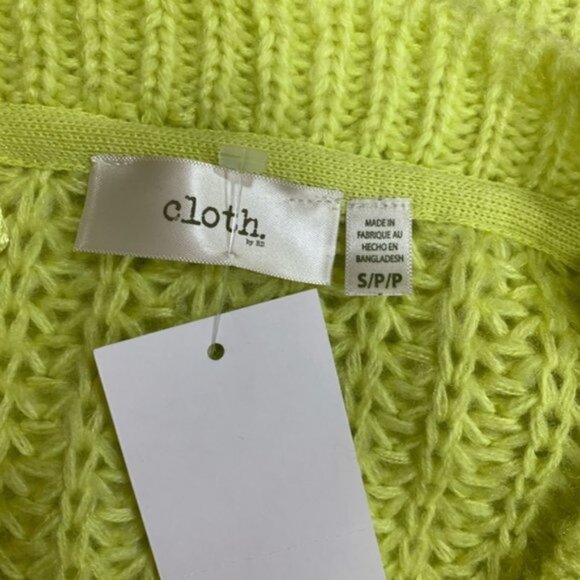 cloth.
by RD
MADE IN
FABRIQUE AU
HECHO EN
BANGLADESH
S/P/P